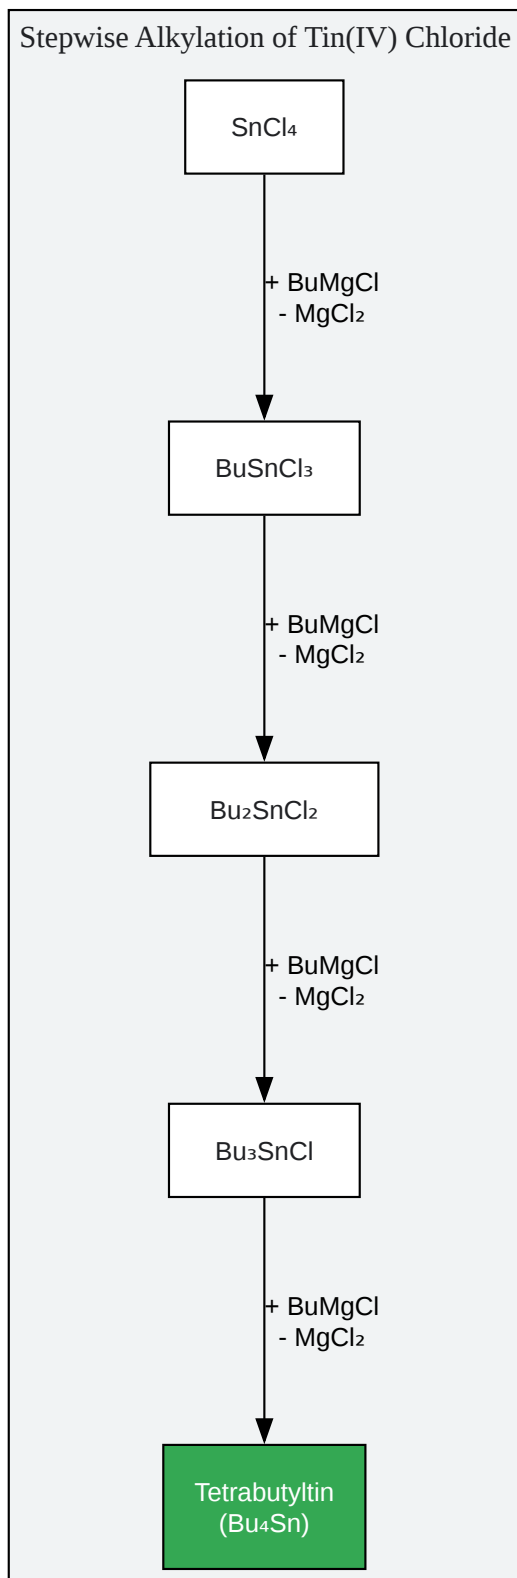 Stepwise Alkylation of Tin(IV) Chloride
SnCl₄
+ BuMgCl
- MgCl₂
BuSnCl₃
+ BuMgCl
- MgCl₂
Bu₂SnCl₂
+ BuMgCl
- MgCl₂
Bu₃SnCl
+ BuMgCl
- MgCl₂
Tetrabutyltin
(Bu₄Sn)